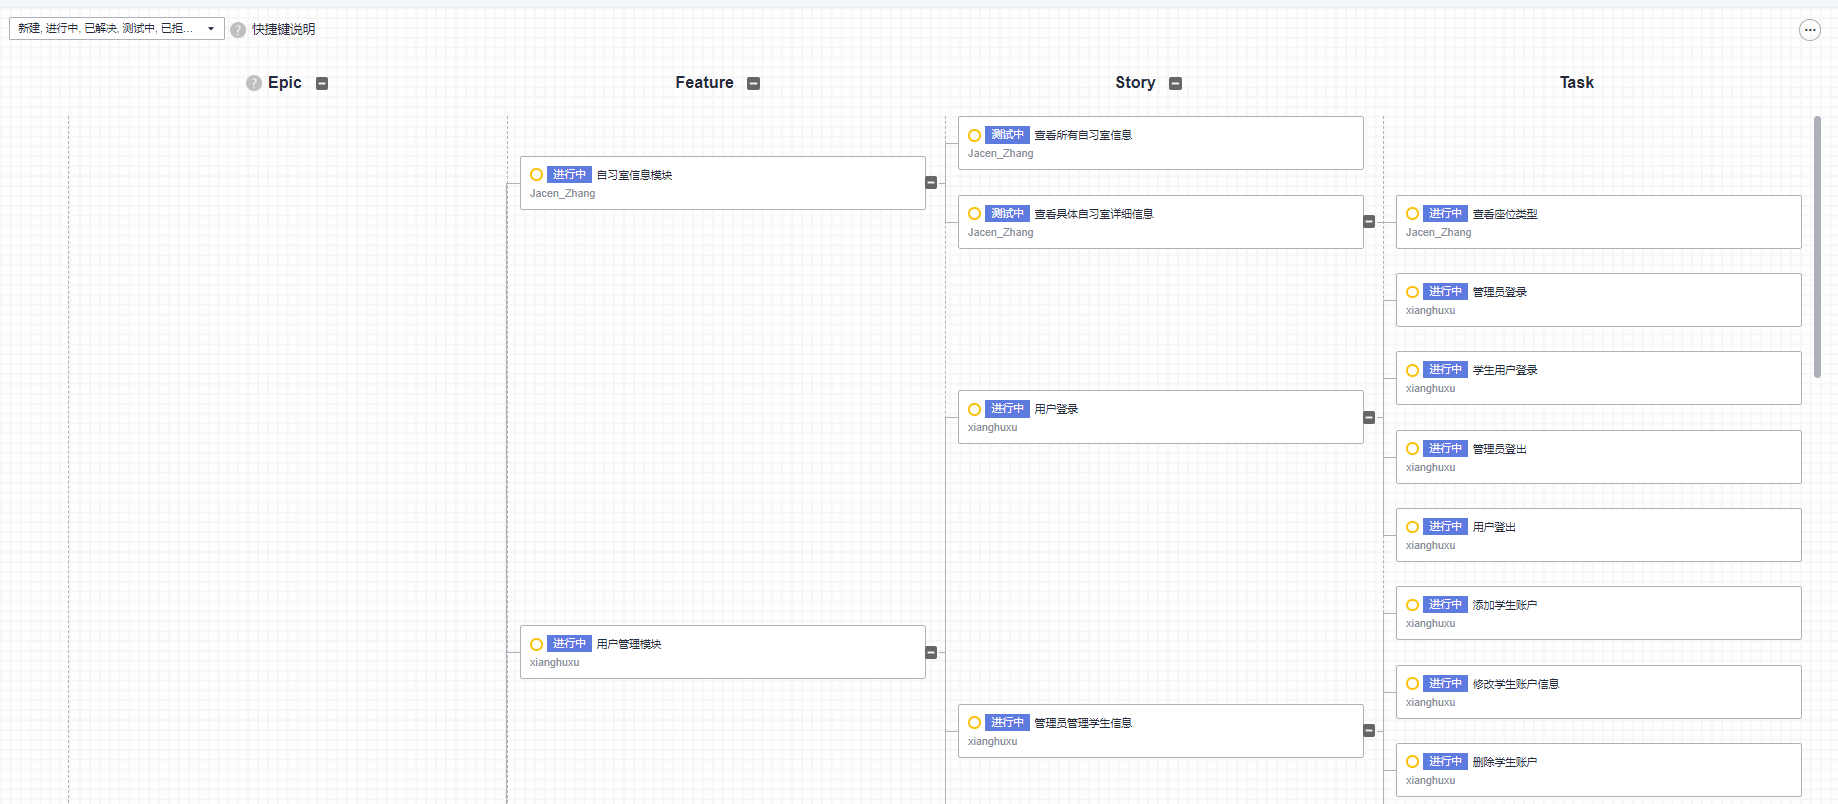 新建, 进行中, 已解决, 测试中, 已拒...
? 快捷键说明
? Epic
Feature
Story
Task
测试中 查看所有自习室信息
Jacen_Zhang
进行中 自习室信息模块
Jacen_Zhang
测试中 查看具体自习室详细信息
Jacen_Zhang
进行中 查看座位类型
Jacen_Zhang
进行中 管理员登录
xianghuxu
进行中 学生用户登录
xianghuxu
进行中 用户登录
xianghuxu
进行中 管理员登出
xianghuxu
进行中 用户登出
xianghuxu
进行中 添加学生账户
xianghuxu
进行中 用户管理模块
xianghuxu
进行中 修改学生账户信息
xianghuxu
进行中 管理员管理学生信息
xianghuxu
进行中 删除学生账户
xianghuxu